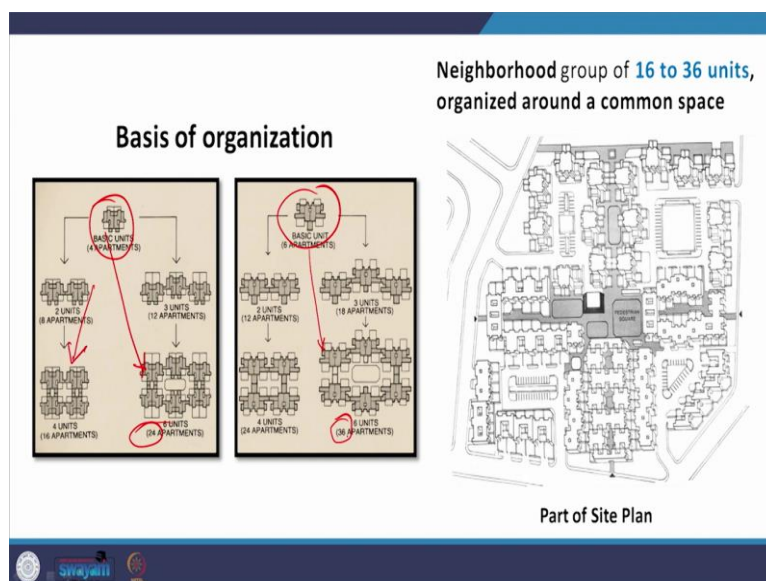 Neighborhood group of 16 to 36 units,
organized around a common space
Basis of organization
BASIC UNITS
(4 APARTMENTS)
2 UNITS
(8 APARTMENTS)
3 UNITS
(12 APARTMENTS)
4 UNITS
(16 APARTMENTS)
6 UNITS
(24 APARTMENTS)
BASIC UNIT
(6 APARTMENTS)
2 UNITS
(12 APARTMENTS)
3 UNITS
(18 APARTMENTS)
4 UNITS
(24 APARTMENTS)
6 UNITS
(36 APARTMENTS)
PEDESTRIAN
SQUARE
Part of Site Plan
swayam